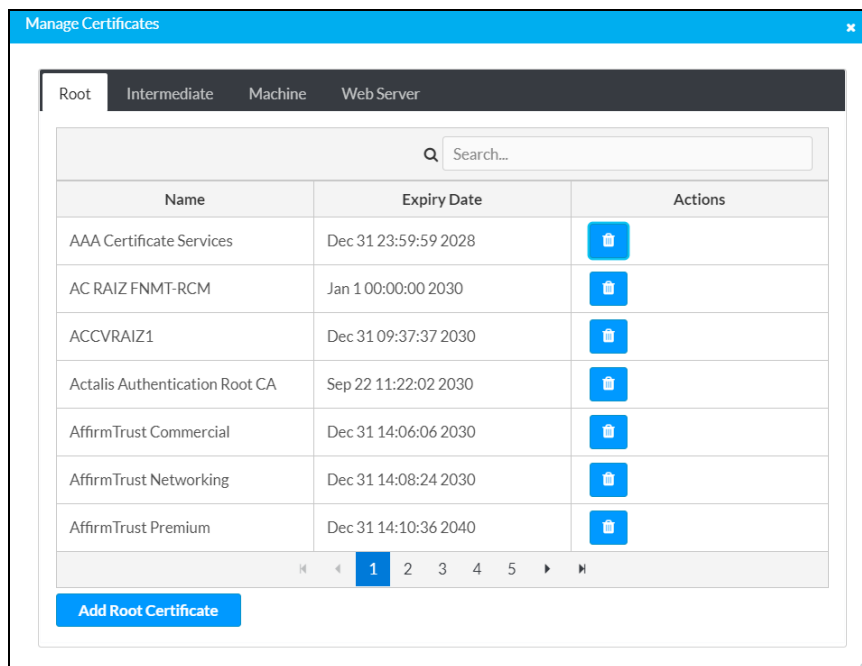 Manage Certificates
Root Intermediate Machine Web Server
Search...
Name Expiry Date Actions
AAA Certificate Services Dec 31 23:59:59 2028
AC RAIZ FNMT-RCM Jan 1 00:00:00 2030
ACCVRAIZ1 Dec 31 09:37:37 2030
Actalis Authentication Root CA Sep 22 11:22:02 2030
AffirmTrust Commercial Dec 31 14:06:06 2030
AffirmTrust Networking Dec 31 14:08:24 2030
AffirmTrust Premium Dec 31 14:10:36 2040
1 2 3 4 5
Add Root Certificate